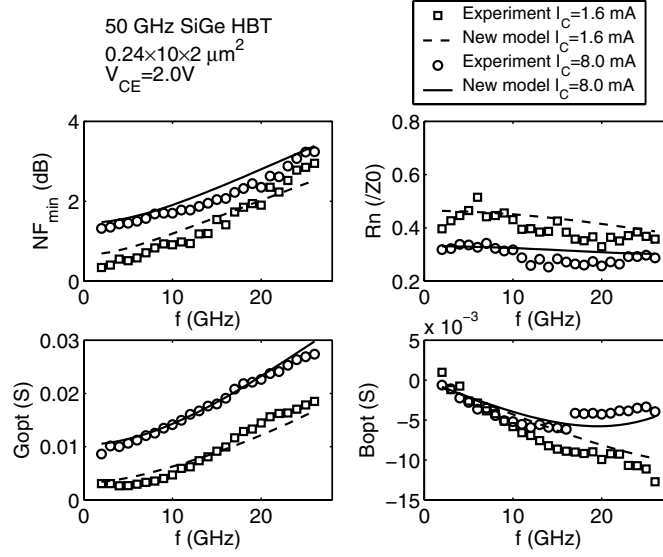 50 GHz SiGe HBT
0.24×10×2 μm²
V_CE=2.0V
Experiment I_C=1.6 mA
New model I_C=1.6 mA
Experiment I_C=8.0 mA
New model I_C=8.0 mA
4
2
0
NF_min (dB)
0
10
20
f (GHz)
0.8
0.6
0.4
0.2
Rn (/Z0)
0
10
20
f (GHz)
0.03
0.02
0.01
0
Gopt (S)
0
10
20
f (GHz)
x 10⁻³
5
0
−5
−10
−15
Bopt (S)
0
10
20
f (GHz)